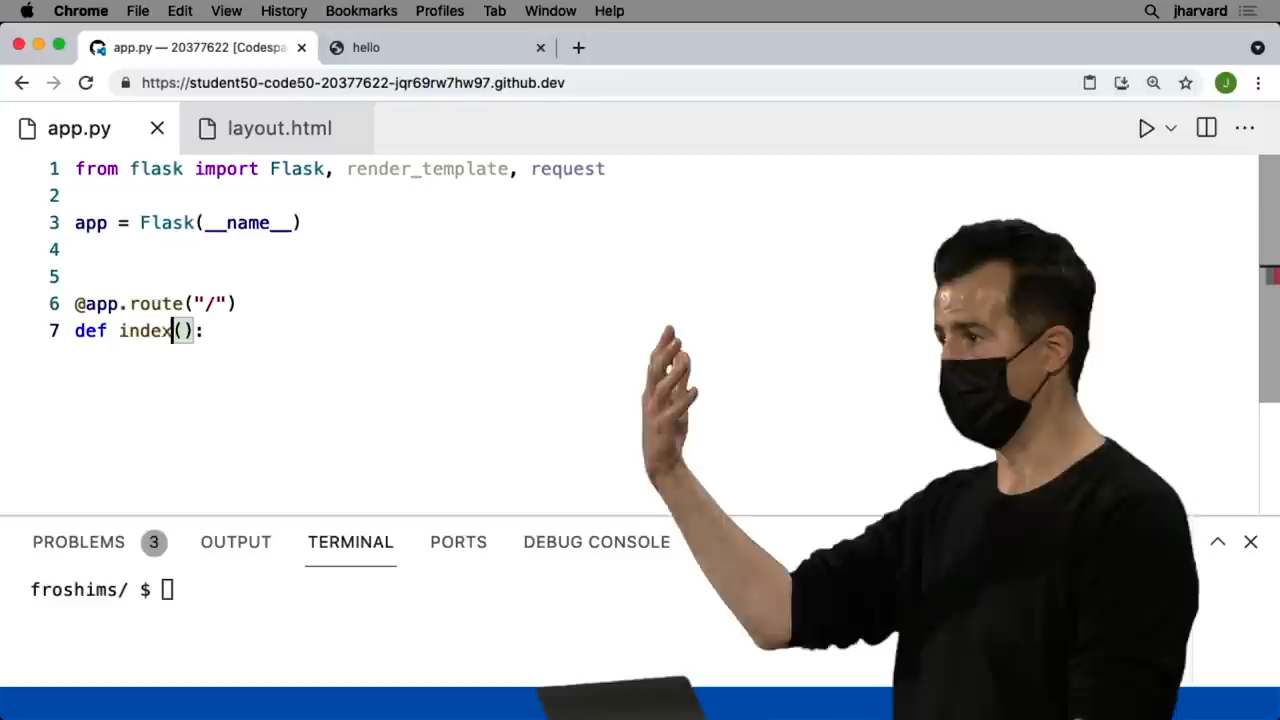 Chrome File Edit View History Bookmarks Profiles Tab Window Help jharvard
app.py — 20377622 [Codespa
hello
https://student50-code50-20377622-jqr69rw7hw97.github.dev
J
app.py
layout.html
1 from flask import Flask, render_template, request
2
3 app = Flask(__name__)
4
5
6 @app.route("/")
7 def index():
PROBLEMS 3 OUTPUT TERMINAL PORTS DEBUG CONSOLE
froshims/ $